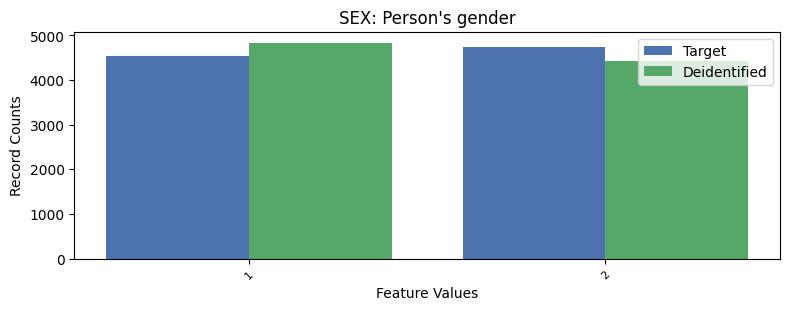 SEX: Person's gender
Target
Deidentified
Record Counts
5000
4000
3000
2000
1000
0
1
2
Feature Values